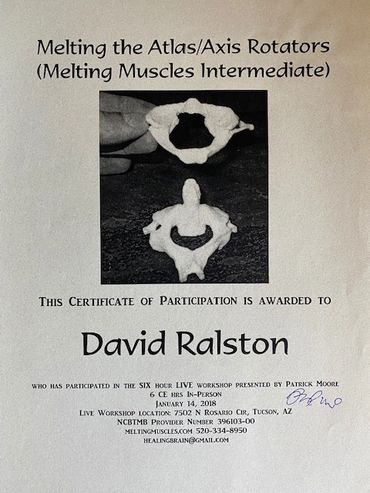 Melting the Atlas/Axis Rotators
(Melting Muscles Intermediate)
This Certificate of Participation is awarded to
David Ralston
who has participated in the SIX hour LIVE workshop presented by Patrick Moore
6 CE hrs In-Person
January 14, 2018
Live Workshop location: 7502 N Rosario Cir, Tucson, AZ
NCBTMB Provider Number 396103-00
meltingmuscles.com 520-334-8950
healingbrain@gmail.com